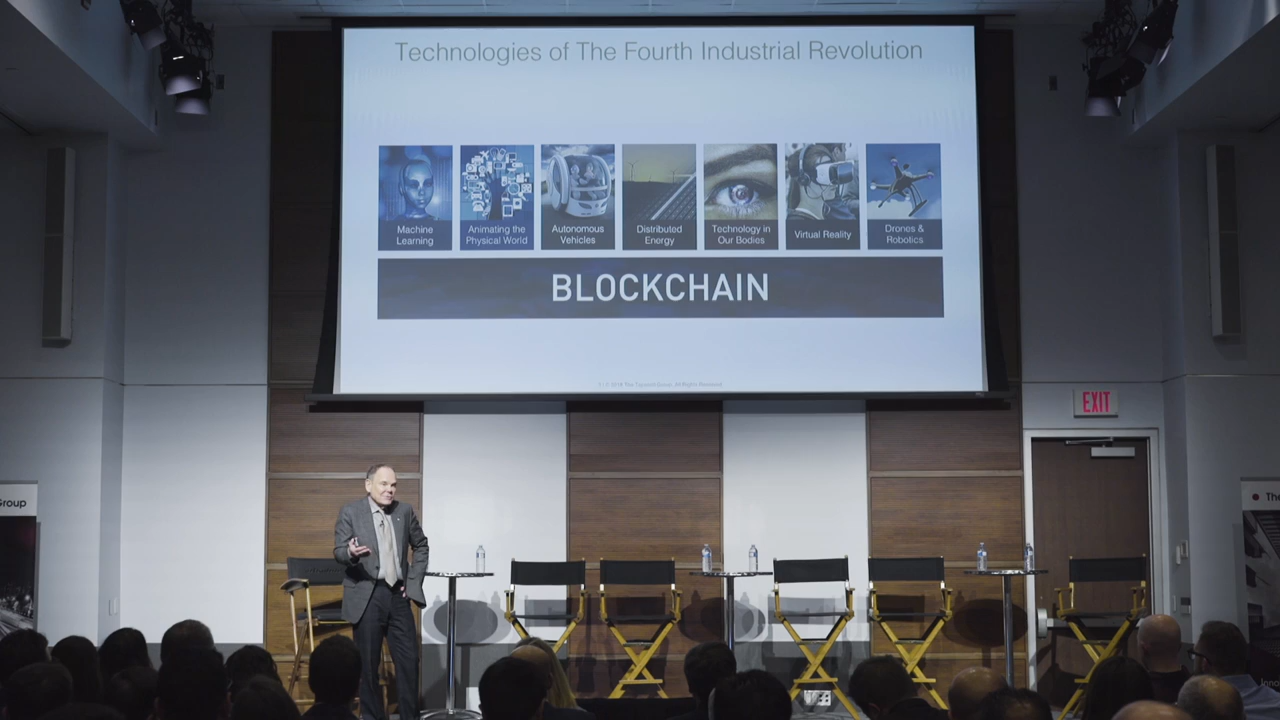 Technologies of The Fourth Industrial Revolution
Machine
Learning
Animating the
Physical World
Autonomous
Vehicles
Distributed
Energy
Technology in
Our Bodies
Virtual Reality
Drones &
Robotics
BLOCKCHAIN
EXIT
Group
The